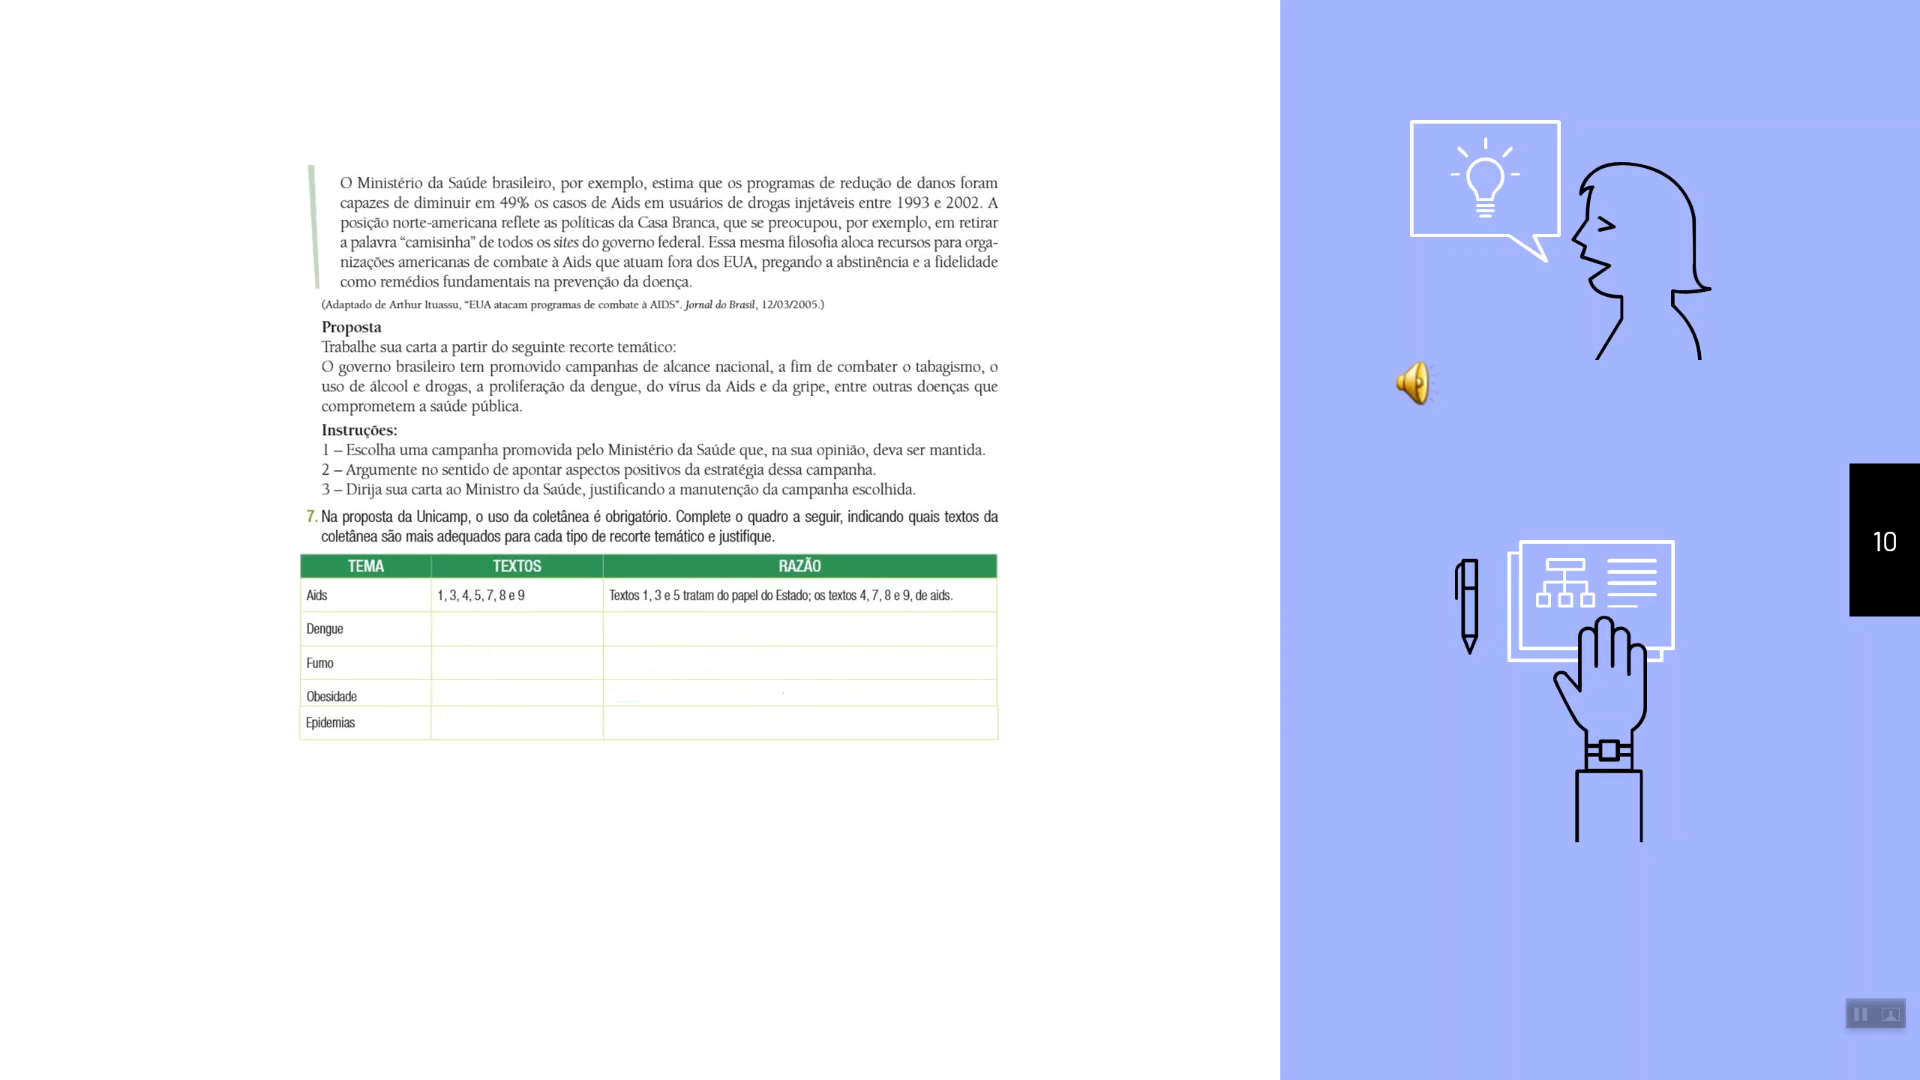 O Ministério da Saúde brasileiro, por exemplo, estima que os programas de redução de danos foram
capazes de diminuir em 49% os casos de Aids em usuários de drogas injetáveis entre 1993 e 2002. A
posição norte-americana reflete as políticas da Casa Branca, que se preocupou, por exemplo, em retirar
a palavra “camisinha” de todos os sites do governo federal. Essa mesma filosofia aloca recursos para orga-
nizações americanas de combate à Aids que atuam fora dos EUA, pregando a abstinência e a fidelidade
como remédios fundamentais na prevenção da doença.
(Adaptado de Arthur Ituassu, “EUA atacam programas de combate à AIDS”. Jornal do Brasil, 12/03/2005.)
Proposta
Trabalhe sua carta a partir do seguinte recorte temático:
O governo brasileiro tem promovido campanhas de alcance nacional, a fim de combater o tabagismo, o
uso de álcool e drogas, a proliferação da dengue, do vírus da Aids e da gripe, entre outras doenças que
comprometem a saúde pública.
Instruções:
1 – Escolha uma campanha promovida pelo Ministério da Saúde que, na sua opinião, deva ser mantida.
2 – Argumente no sentido de apontar aspectos positivos da estratégia dessa campanha.
3 – Dirija sua carta ao Ministro da Saúde, justificando a manutenção da campanha escolhida.
7. Na proposta da Unicamp, o uso da coletânea é obrigatório. Complete o quadro a seguir, indicando quais textos da
coletânea são mais adequados para cada tipo de recorte temático e justifique.
TEMA TEXTOS RAZÃO
Aids 1, 3, 4, 5, 7, 8 e 9 Textos 1, 3 e 5 tratam do papel do Estado; os textos 4, 7, 8 e 9, de aids.
Dengue
Fumo
Obesidade
Epidemias
10